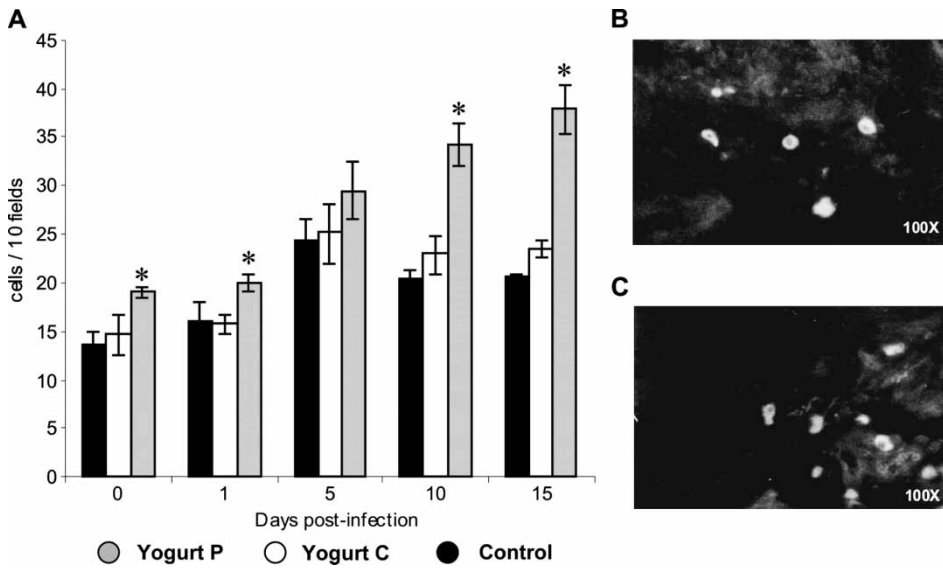 A
45
40
35
30
25
20
15
10
5
0
cells / 10 fields
* * * *
0 1 5 10 15
Days post-infection
Yogurt P Yogurt C Control
B
100X
C
100X